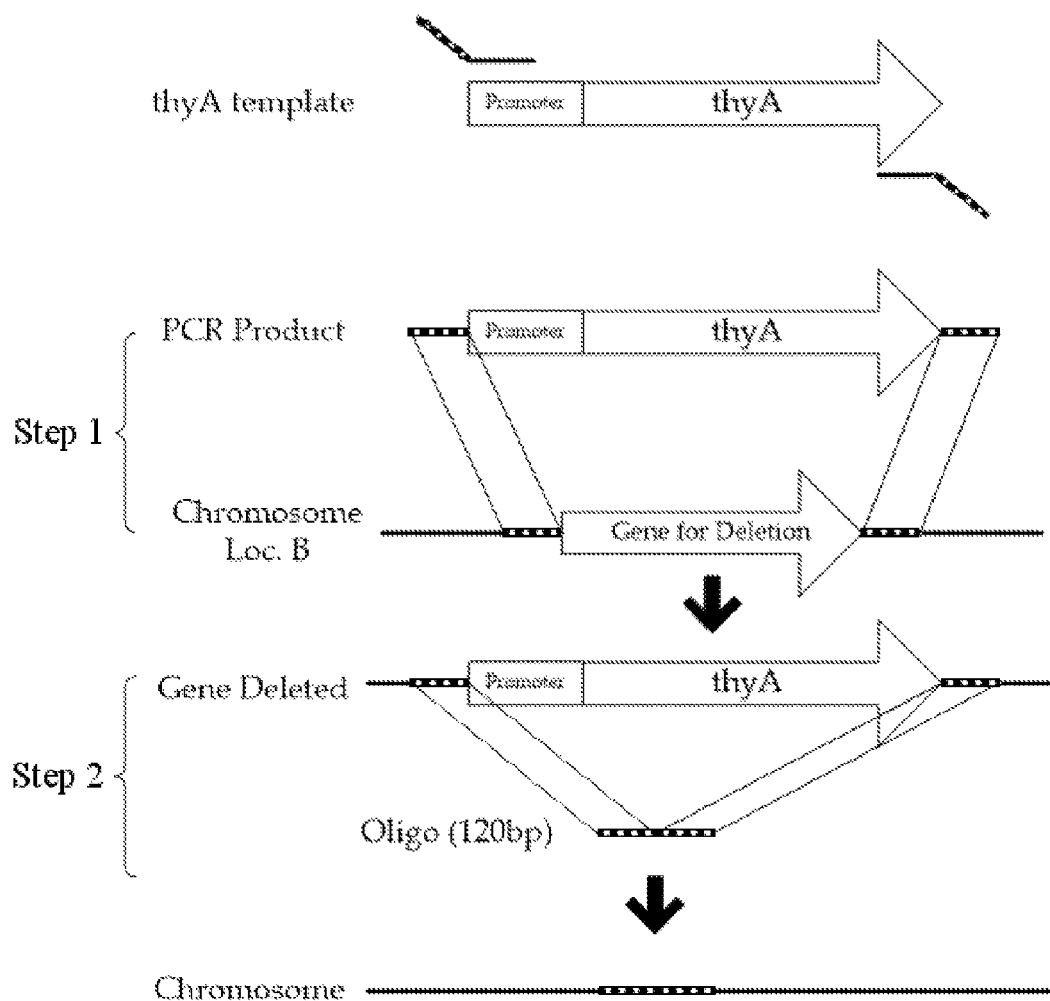 thyA template
Promoter
thyA
PCR Product
Promoter
thyA
Step 1
Chromosome
Loc. B
Gene for Deletion
Gene Deleted
Promoter
thyA
Step 2
Oligo (120bp)
Chromosome